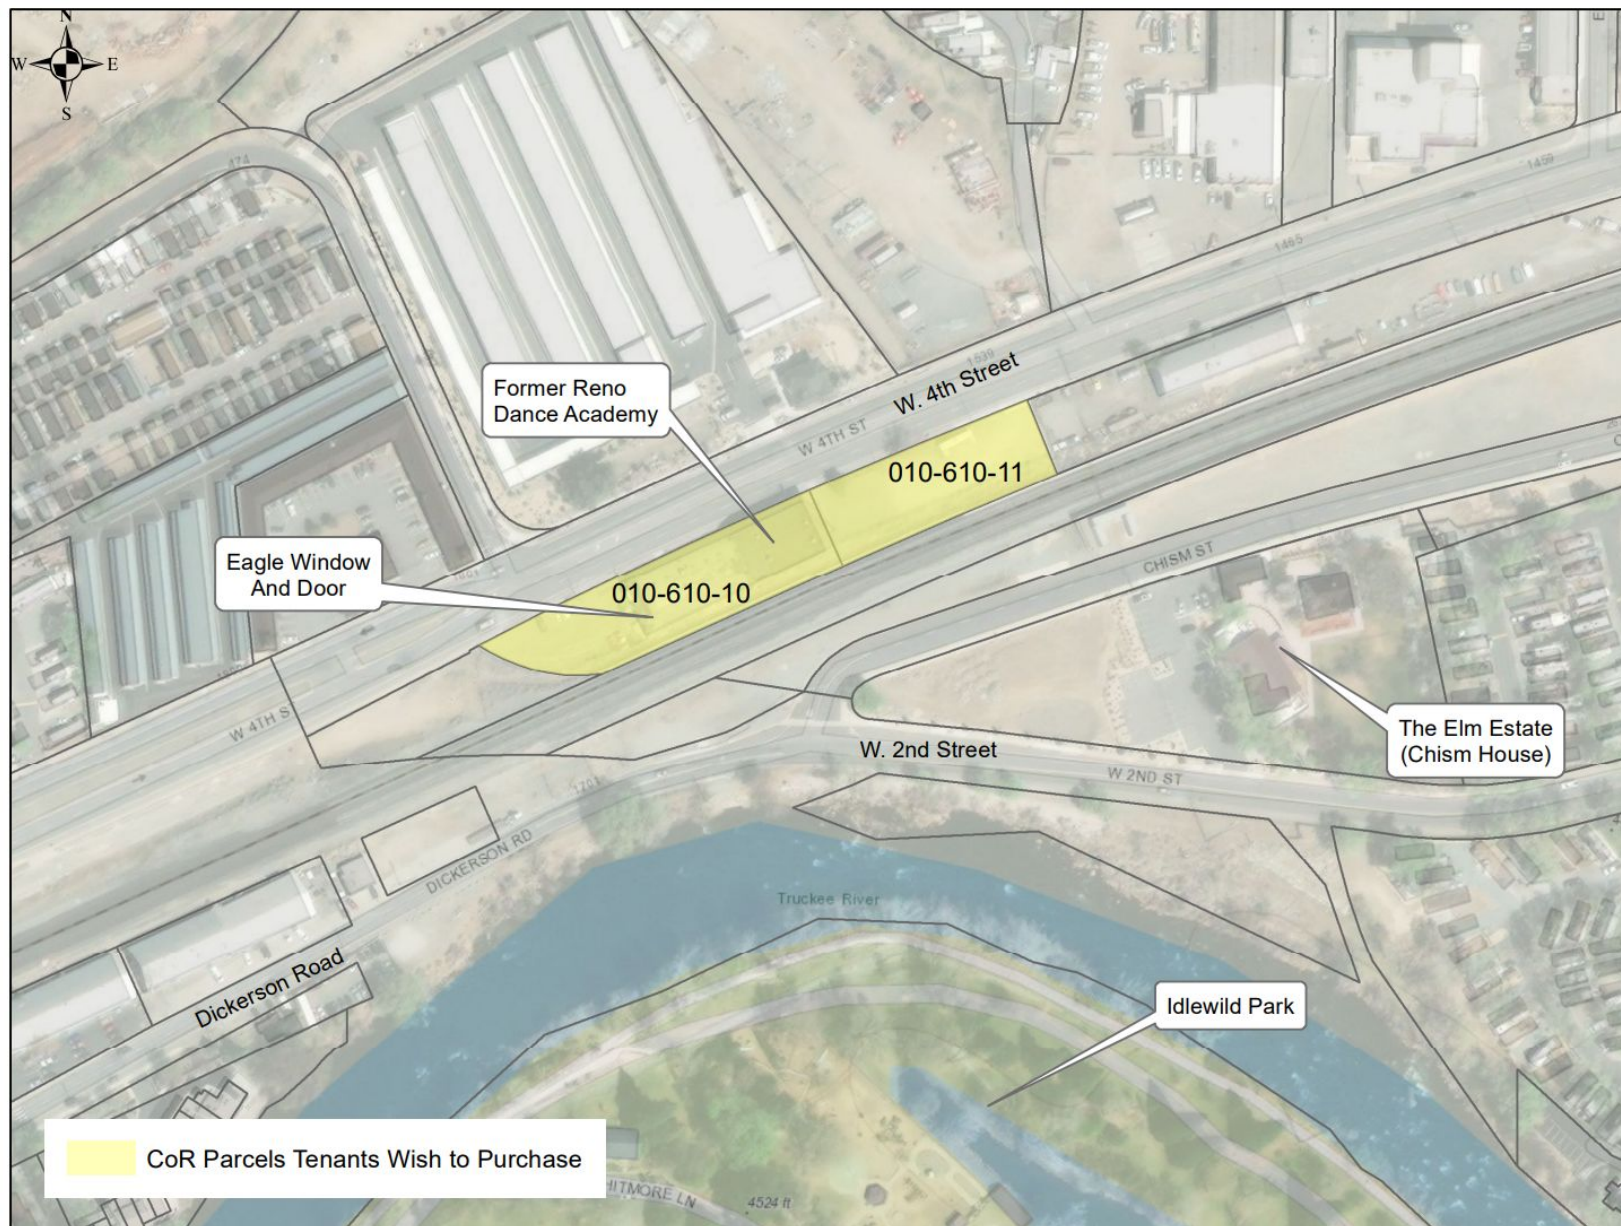 N
W E
S
474
1459
E
1465
1539
W. 4th Street
W 4TH ST
Former Reno
Dance Academy
010-610-11
Eagle Window
And Door
1801
010-610-10
CHISM ST
W 4TH ST
The Elm Estate
(Chism House)
W. 2nd Street
W 2ND ST
1701
DICKERSON RD
Truckee River
Dickerson Road
Idlewild Park
CoR Parcels Tenants Wish to Purchase
HITMORE LN
4524 ft